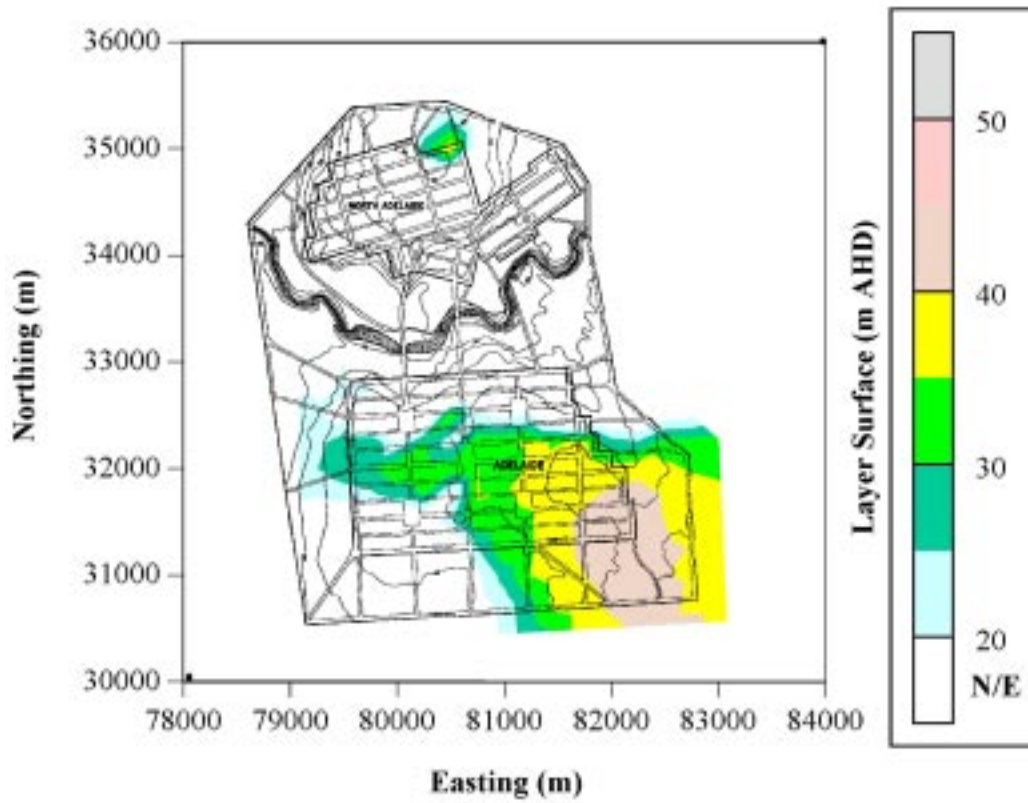 36000
35000
34000
33000
32000
31000
30000
Northing (m)
NORTH ADELAIDE
ADELAIDE
78000 79000 80000 81000 82000 83000 84000
Easting (m)
Layer Surface (m AHD)
50
40
30
20
N/E